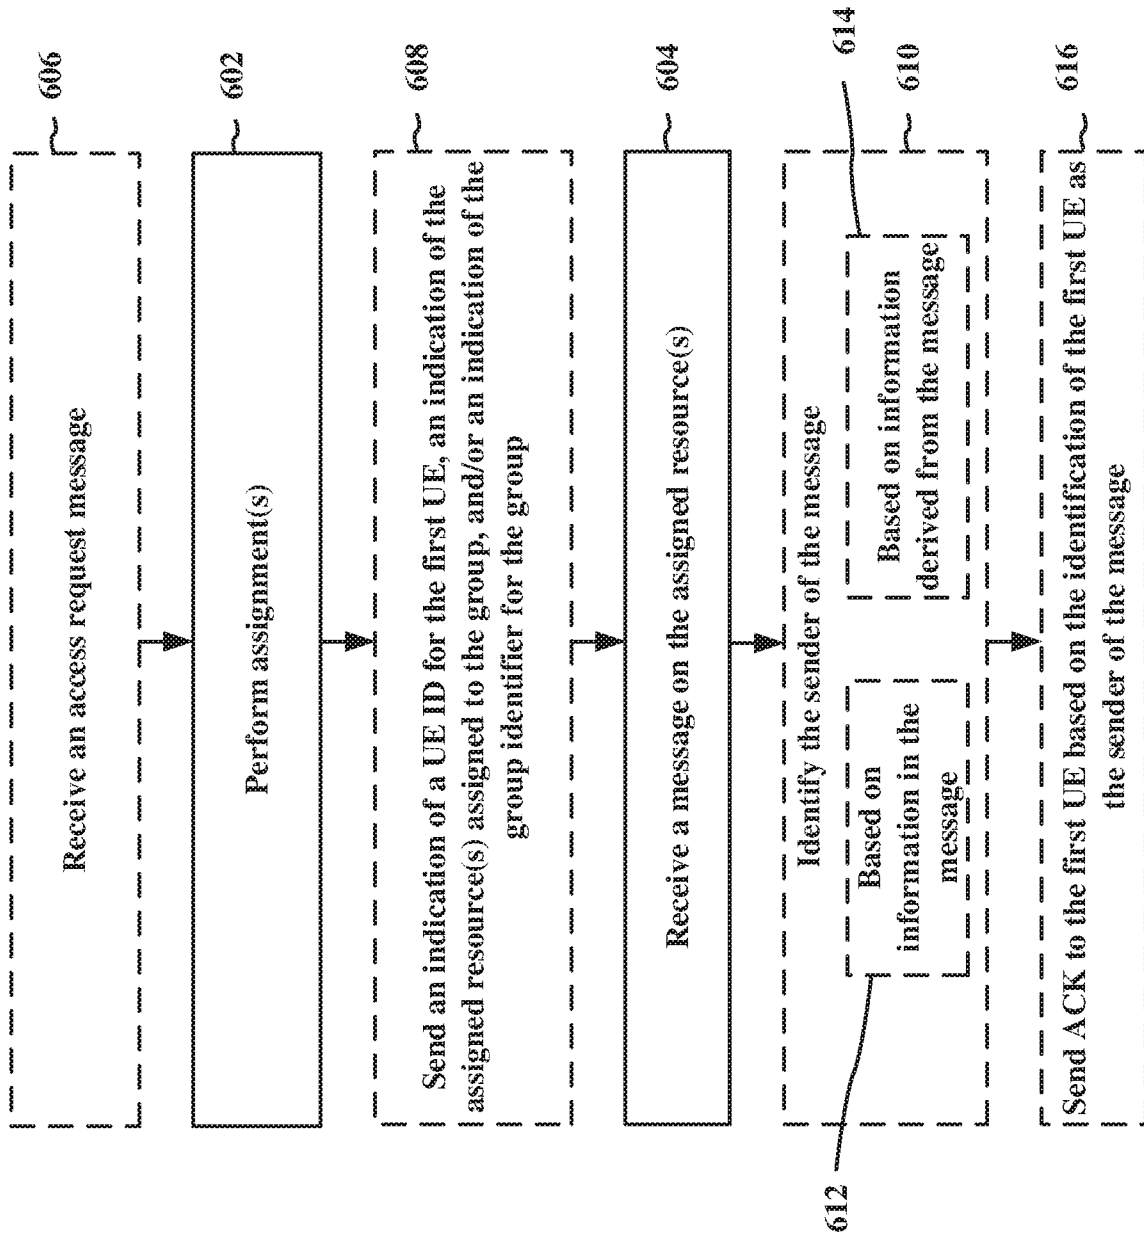 606
Receive an access request message
602
Perform assignment(s)
608
Send an indication of a UE ID for the first UE, an indication of the
assigned resource(s) assigned to the group, and/or an indication of the
group identifier for the group
604
Receive a message on the assigned resource(s)
610
Identify the sender of the message
612
Based on
information in the
message
614
Based on information
derived from the message
616
Send ACK to the first UE based on the identification of the first UE as
the sender of the message